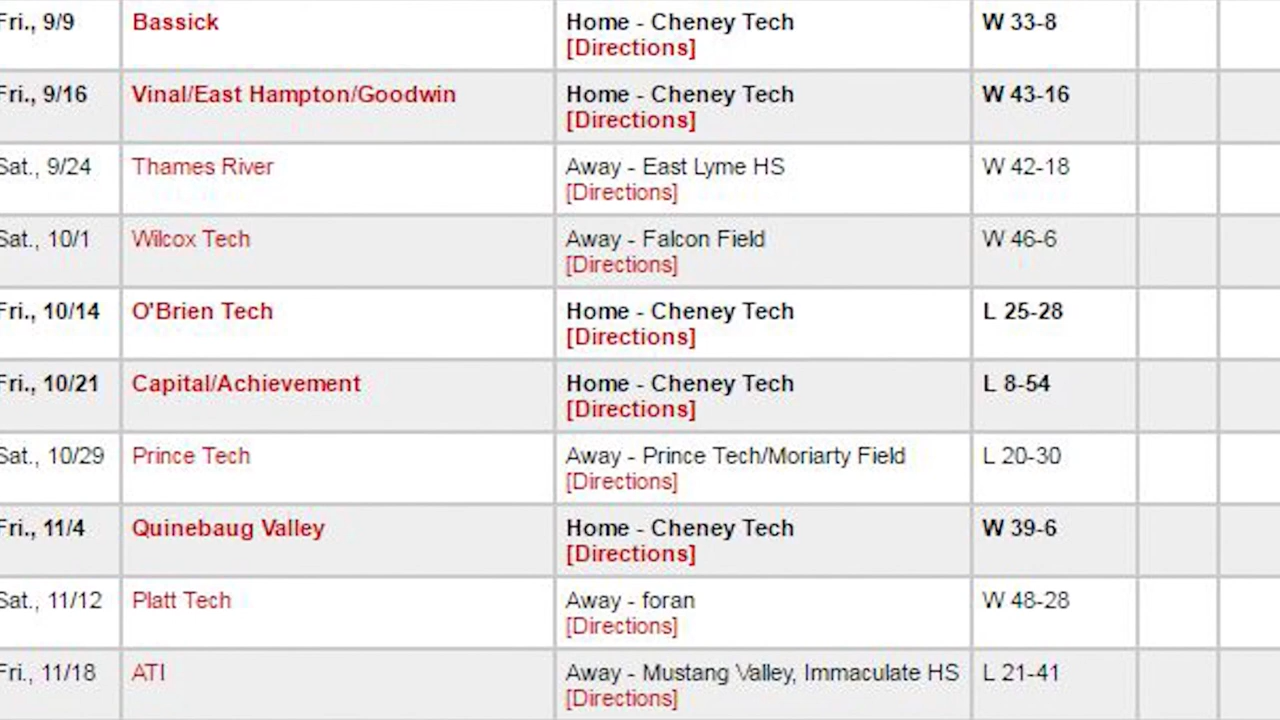 Fri., 9/9 Bassick Home - Cheney Tech W 33-8
[Directions]
Fri., 9/16 Vinal/East Hampton/Goodwin Home - Cheney Tech W 43-16
[Directions]
Sat., 9/24 Thames River Away - East Lyme HS W 42-18
[Directions]
Sat., 10/1 Wilcox Tech Away - Falcon Field W 46-6
[Directions]
Fri., 10/14 O'Brien Tech Home - Cheney Tech L 25-28
[Directions]
Fri., 10/21 Capital/Achievement Home - Cheney Tech L 8-54
[Directions]
Sat., 10/29 Prince Tech Away - Prince Tech/Moriarty Field L 20-30
[Directions]
Fri., 11/4 Quinebaug Valley Home - Cheney Tech W 39-6
[Directions]
Sat., 11/12 Platt Tech Away - foran W 48-28
[Directions]
Fri., 11/18 ATI Away - Mustang Valley, Immaculate HS L 21-41
[Directions]